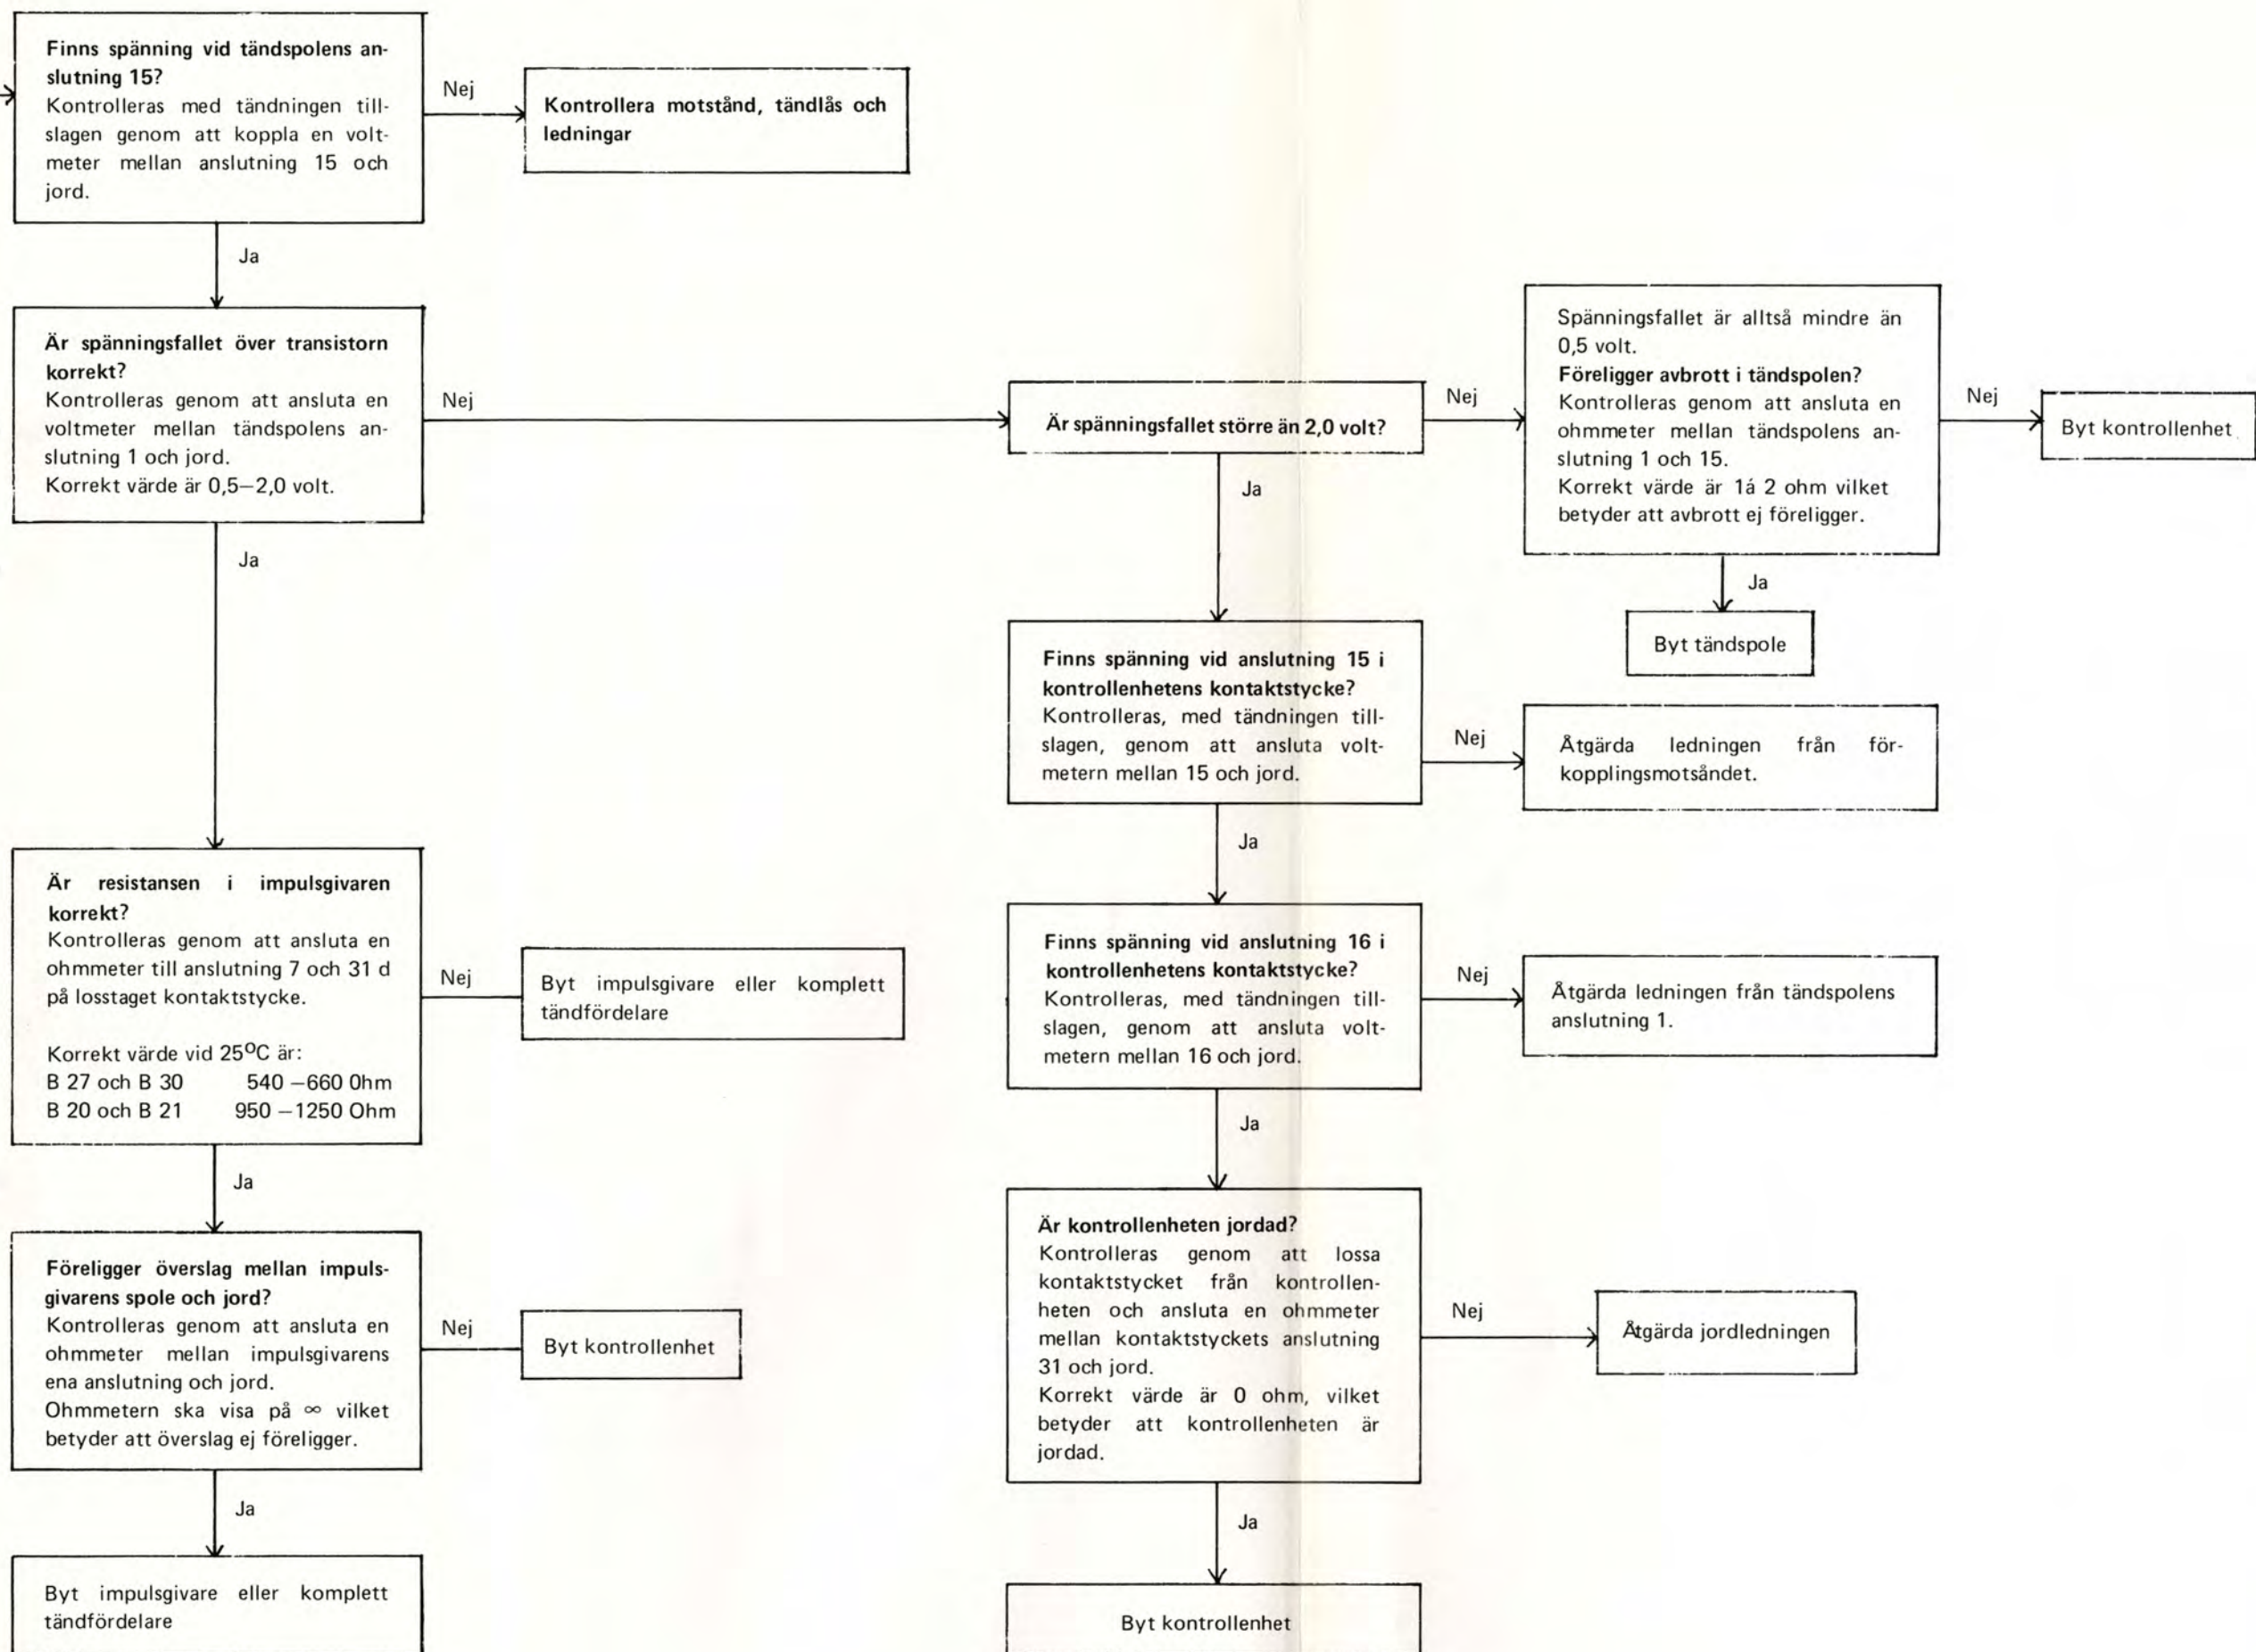 Finns spänning vid tändspolens an-
slutning 15?
Kontrolleras med tändningen till-
slagen genom att koppla en volt-
meter mellan anslutning 15 och
jord.
Nej
Kontrollera motstånd, tändlås och
ledningar
Ja
Är spänningsfallet över transistorn
korrekt?
Kontrolleras genom att ansluta en
voltmeter mellan tändspolens an-
slutning 1 och jord.
Korrekt värde är 0,5–2,0 volt.
Nej
Är spänningsfallet större än 2,0 volt?
Nej
Spänningsfallet är alltså mindre än
0,5 volt.
Föreligger avbrott i tändspolen?
Kontrolleras genom att ansluta en
ohmmeter mellan tändspolens an-
slutning 1 och 15.
Korrekt värde är 1á 2 ohm vilket
betyder att avbrott ej föreligger.
Nej
Byt kontrollenhet
Ja
Byt tändspole
Ja
Finns spänning vid anslutning 15 i
kontrollenhetens kontaktstycke?
Kontrolleras, med tändningen till-
slagen, genom att ansluta volt-
metern mellan 15 och jord.
Nej
Åtgärda ledningen från för-
kopplingsmotsåndet.
Ja
Finns spänning vid anslutning 16 i
kontrollenhetens kontaktstycke?
Kontrolleras, med tändningen till-
slagen, genom att ansluta volt-
metern mellan 16 och jord.
Nej
Åtgärda ledningen från tändspolens
anslutning 1.
Ja
Är kontrollenheten jordad?
Kontrolleras genom att lossa
kontaktstycket från kontrollen-
heten och ansluta en ohmmeter
mellan kontaktstyckets anslutning
31 och jord.
Korrekt värde är 0 ohm, vilket
betyder att kontrollenheten är
jordad.
Nej
Åtgärda jordledningen
Ja
Byt kontrollenhet
Ja
Är resistansen i impulsgivaren
korrekt?
Kontrolleras genom att ansluta en
ohmmeter till anslutning 7 och 31 d
på losstaget kontaktstycke.
Korrekt värde vid 25°C är:
B 27 och B 30 540 –660 Ohm
B 20 och B 21 950 –1250 Ohm
Nej
Byt impulsgivare eller komplett
tändfördelare
Ja
Föreligger överslag mellan impuls-
givarens spole och jord?
Kontrolleras genom att ansluta en
ohmmeter mellan impulsgivarens
ena anslutning och jord.
Ohmmetern ska visa på ∞ vilket
betyder att överslag ej föreligger.
Nej
Byt kontrollenhet
Ja
Byt impulsgivare eller komplett
tändfördelare